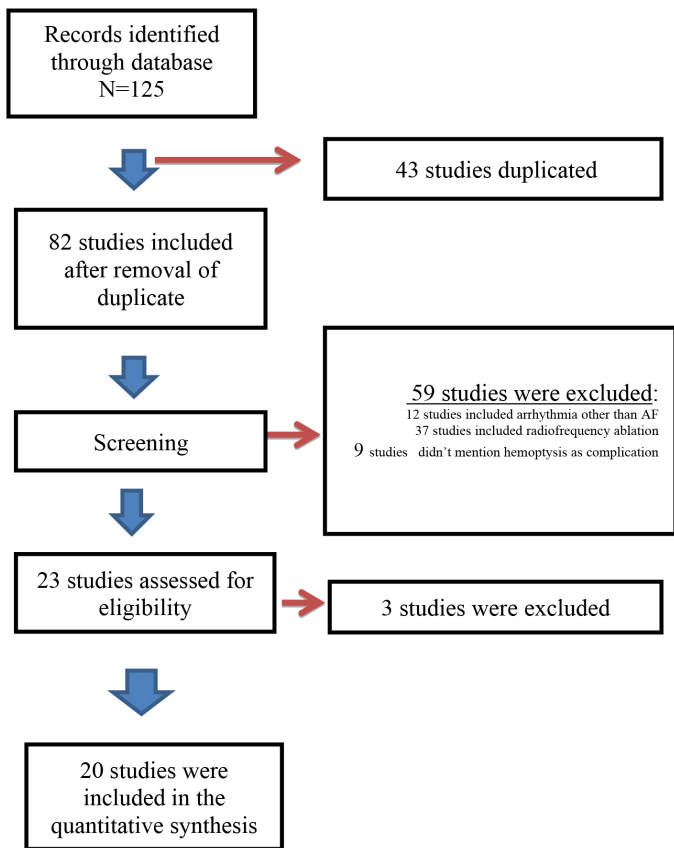 Records identified
through database
N=125
43 studies duplicated
82 studies included
after removal of
duplicate
59 studies were excluded:
12 studies included arrhythmia other than AF
37 studies included radiofrequency ablation
9 studies didn't mention hemoptysis as complication
Screening
23 studies assessed for
eligibility
3 studies were excluded
20 studies were
included in the
quantitative synthesis